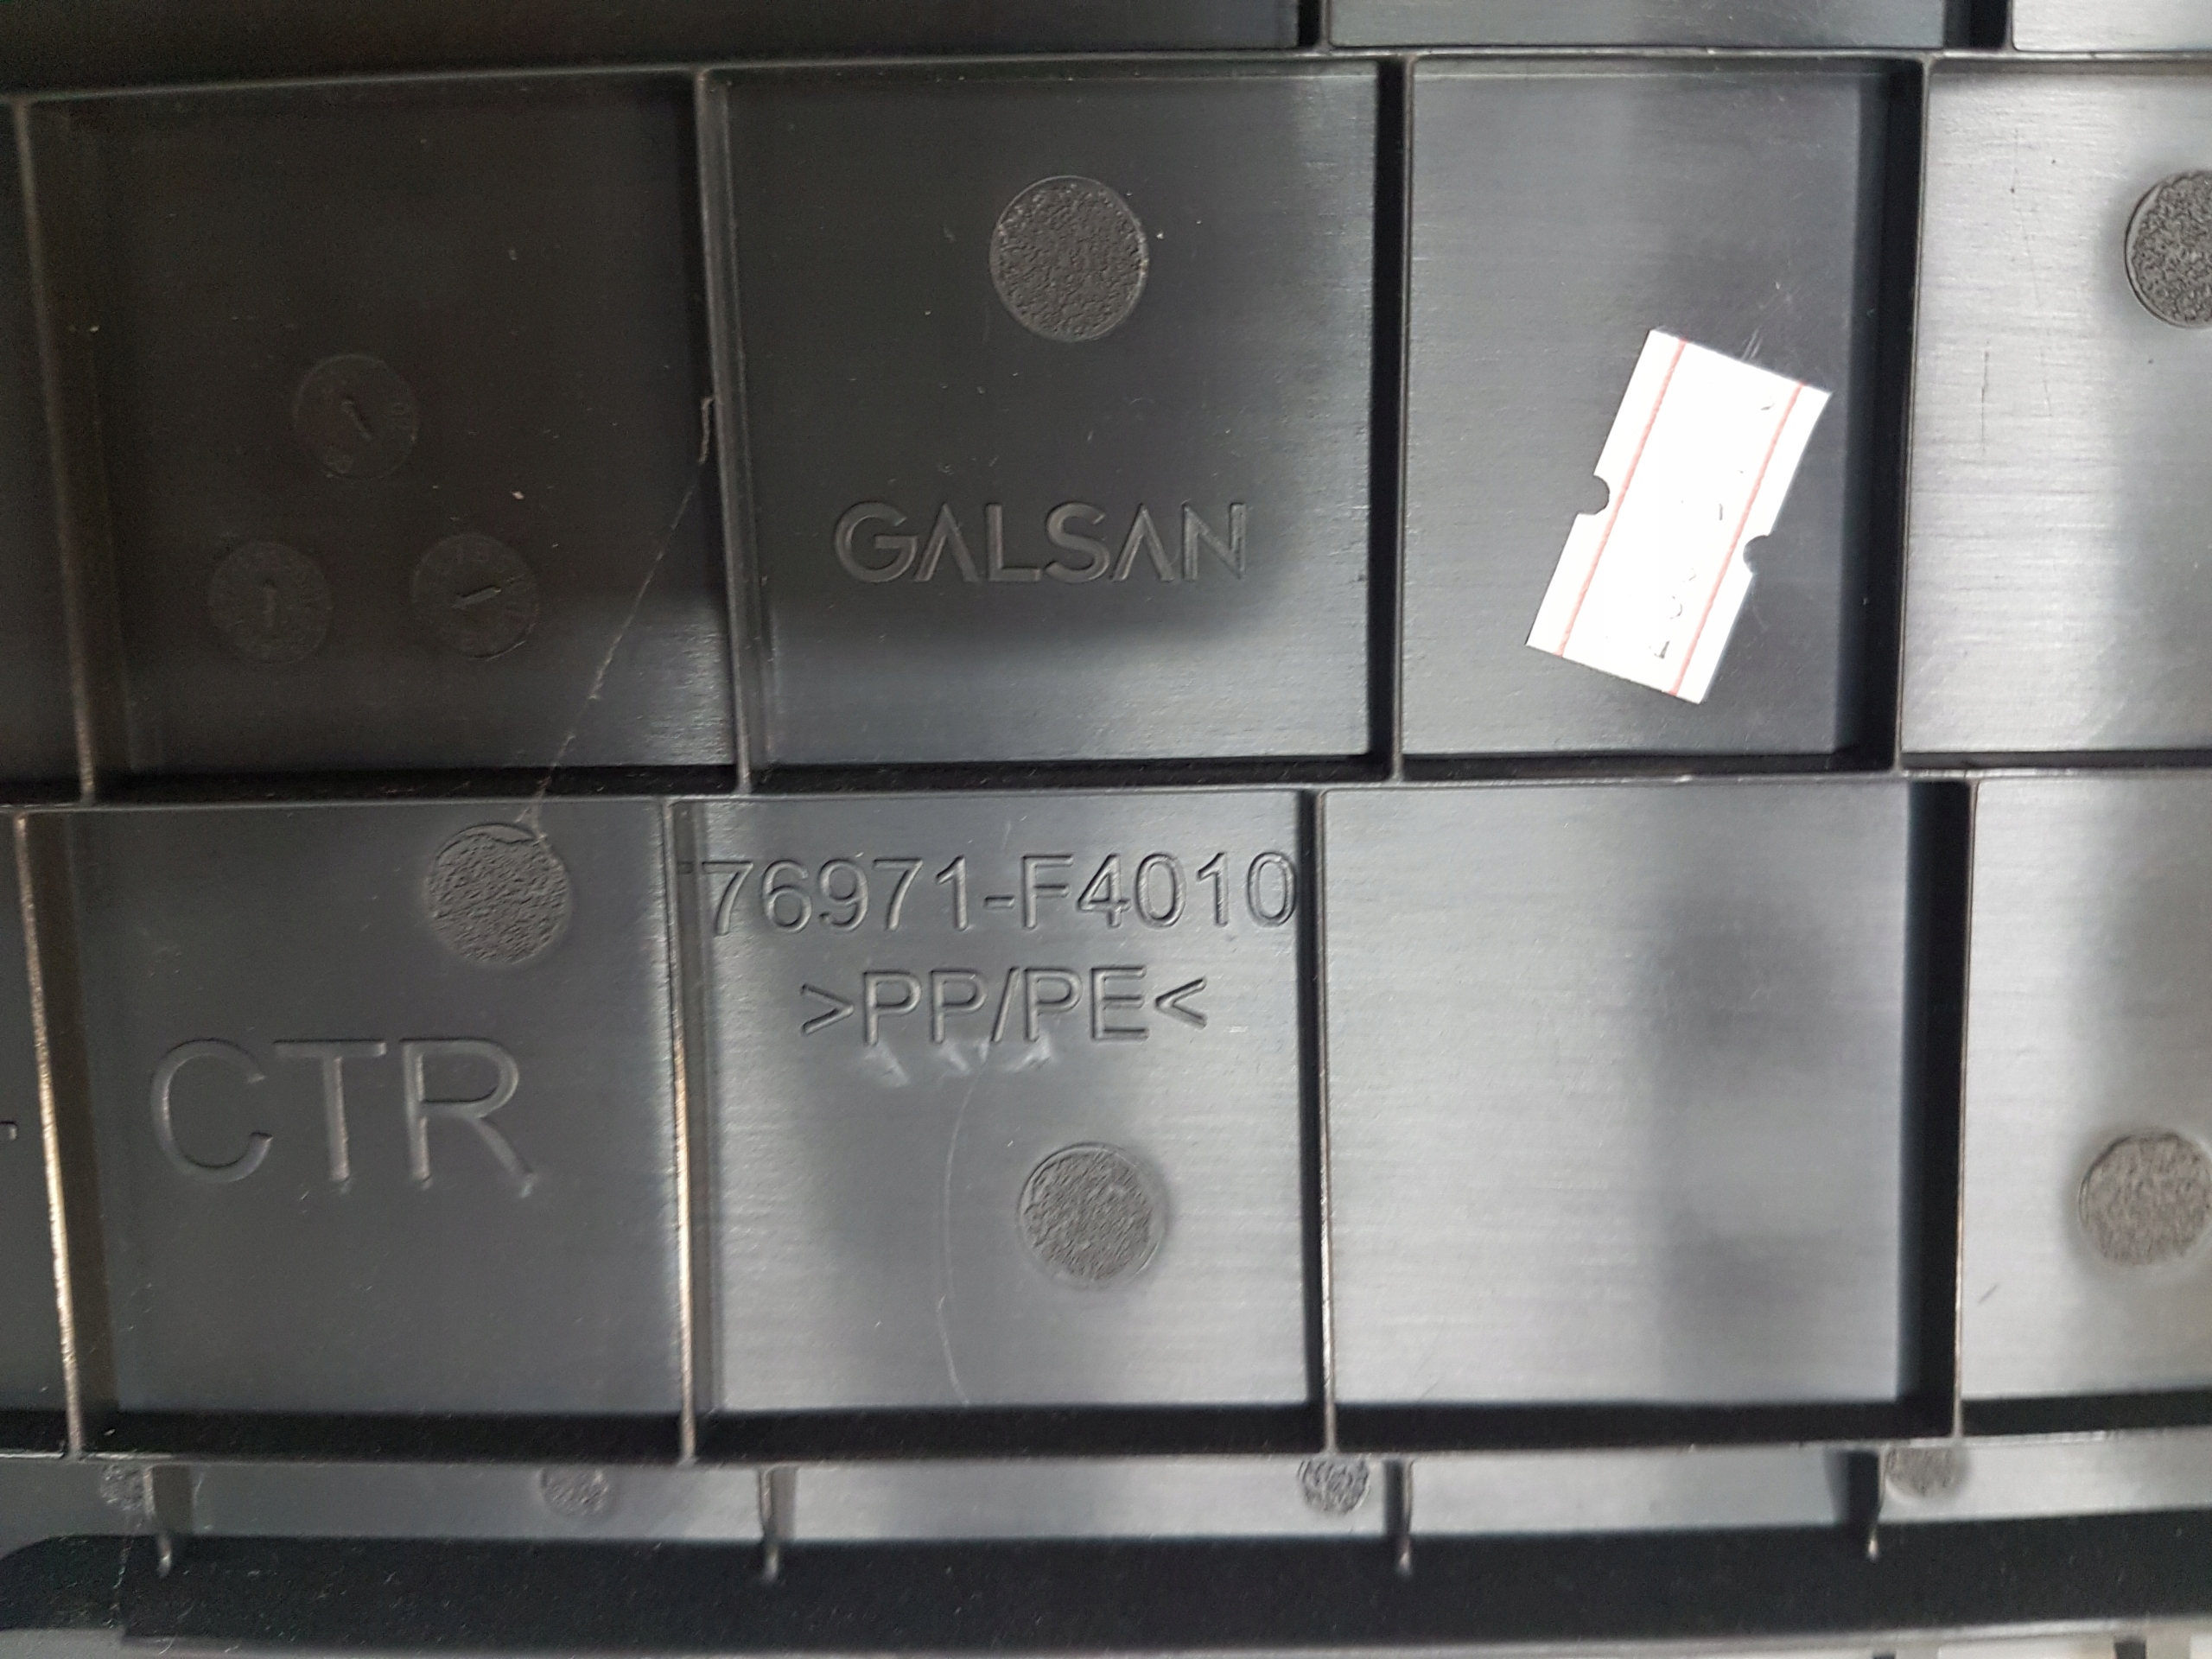 GALSAN
76971-F4010
>PP/PE<
CTR